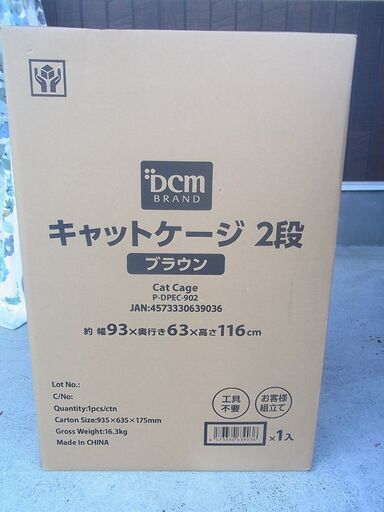 DCM
BRAND
キャットケージ 2段
ブラウン
Cat Cage
P-DPEC-902
JAN:4573330639036
約 幅93×奥行き63×高さ116cm
Lot No.:
C/No:
Quantity:1pcs/ctn
Carton Size:935×635×175mm
Gross Weight:16.3kg
Made in CHINA
工具
不要
お客様
組立て
4 573330 639036
×1入